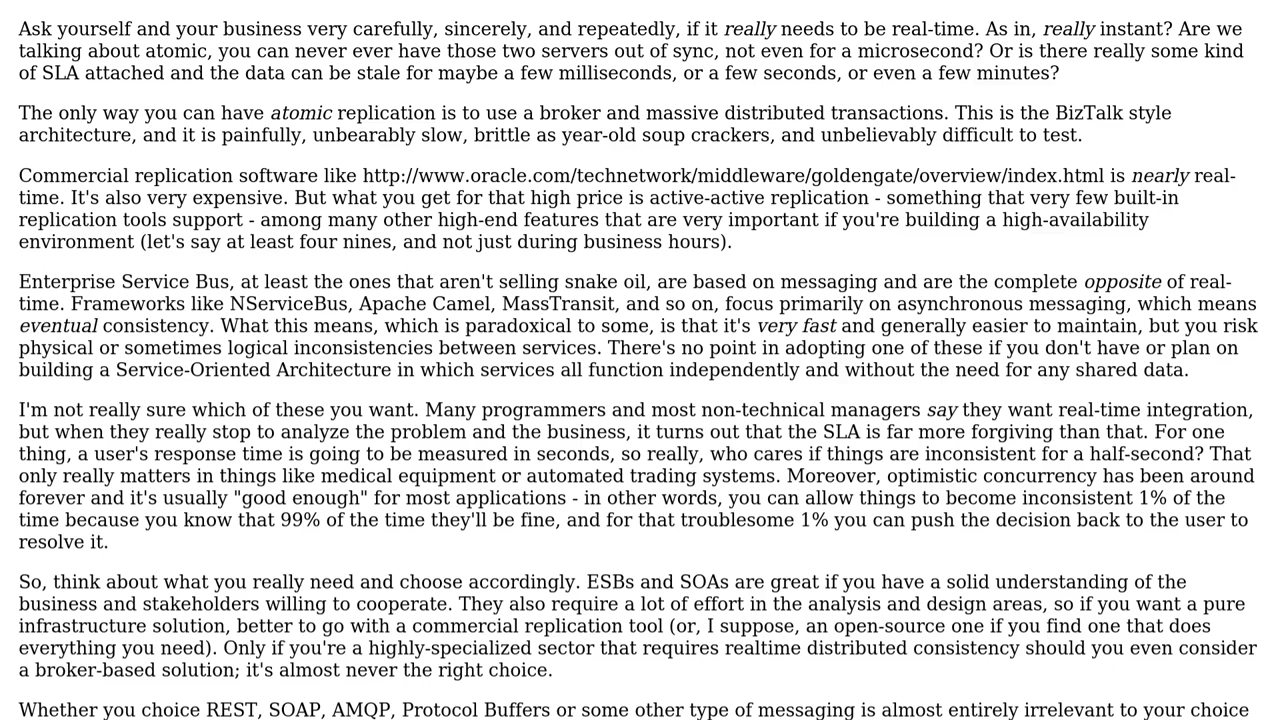 Ask yourself and your business very carefully, sincerely, and repeatedly, if it really needs to be real-time. As in, really instant? Are we
talking about atomic, you can never ever have those two servers out of sync, not even for a microsecond? Or is there really some kind
of SLA attached and the data can be stale for maybe a few milliseconds, or a few seconds, or even a few minutes?
The only way you can have atomic replication is to use a broker and massive distributed transactions. This is the BizTalk style
architecture, and it is painfully, unbearably slow, brittle as year-old soup crackers, and unbelievably difficult to test.
Commercial replication software like http://www.oracle.com/technetwork/middleware/goldengate/overview/index.html is nearly real-
time. It's also very expensive. But what you get for that high price is active-active replication - something that very few built-in
replication tools support - among many other high-end features that are very important if you're building a high-availability
environment (let's say at least four nines, and not just during business hours).
Enterprise Service Bus, at least the ones that aren't selling snake oil, are based on messaging and are the complete opposite of real-
time. Frameworks like NServiceBus, Apache Camel, MassTransit, and so on, focus primarily on asynchronous messaging, which means
eventual consistency. What this means, which is paradoxical to some, is that it's very fast and generally easier to maintain, but you risk
physical or sometimes logical inconsistencies between services. There's no point in adopting one of these if you don't have or plan on
building a Service-Oriented Architecture in which services all function independently and without the need for any shared data.
I'm not really sure which of these you want. Many programmers and most non-technical managers say they want real-time integration,
but when they really stop to analyze the problem and the business, it turns out that the SLA is far more forgiving than that. For one
thing, a user's response time is going to be measured in seconds, so really, who cares if things are inconsistent for a half-second? That
only really matters in things like medical equipment or automated trading systems. Moreover, optimistic concurrency has been around
forever and it's usually "good enough" for most applications - in other words, you can allow things to become inconsistent 1% of the
time because you know that 99% of the time they'll be fine, and for that troublesome 1% you can push the decision back to the user to
resolve it.
So, think about what you really need and choose accordingly. ESBs and SOAs are great if you have a solid understanding of the
business and stakeholders willing to cooperate. They also require a lot of effort in the analysis and design areas, so if you want a pure
infrastructure solution, better to go with a commercial replication tool (or, I suppose, an open-source one if you find one that does
everything you need). Only if you're a highly-specialized sector that requires realtime distributed consistency should you even consider
a broker-based solution; it's almost never the right choice.
Whether you choice REST, SOAP, AMQP, Protocol Buffers or some other type of messaging is almost entirely irrelevant to your choice